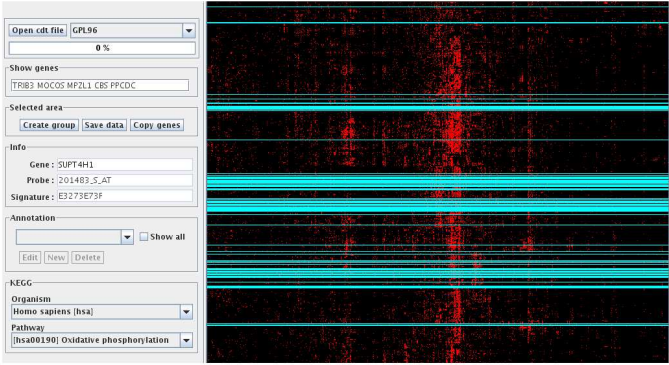 Open cdt file GPL96
0 %
Show genes
TRIB3 MOCOS MPZL1 CBS PPCDC
Selected area
Create group Save data Copy genes
Info
Gene : SUPT4H1
Probe : 201483_S_AT
Signature : E3273E73F
Annotation
Show all
Edit New Delete
KEGG
Organism
Homo sapiens [hsa]
Pathway
[hsa00190] Oxidative phosphorylation